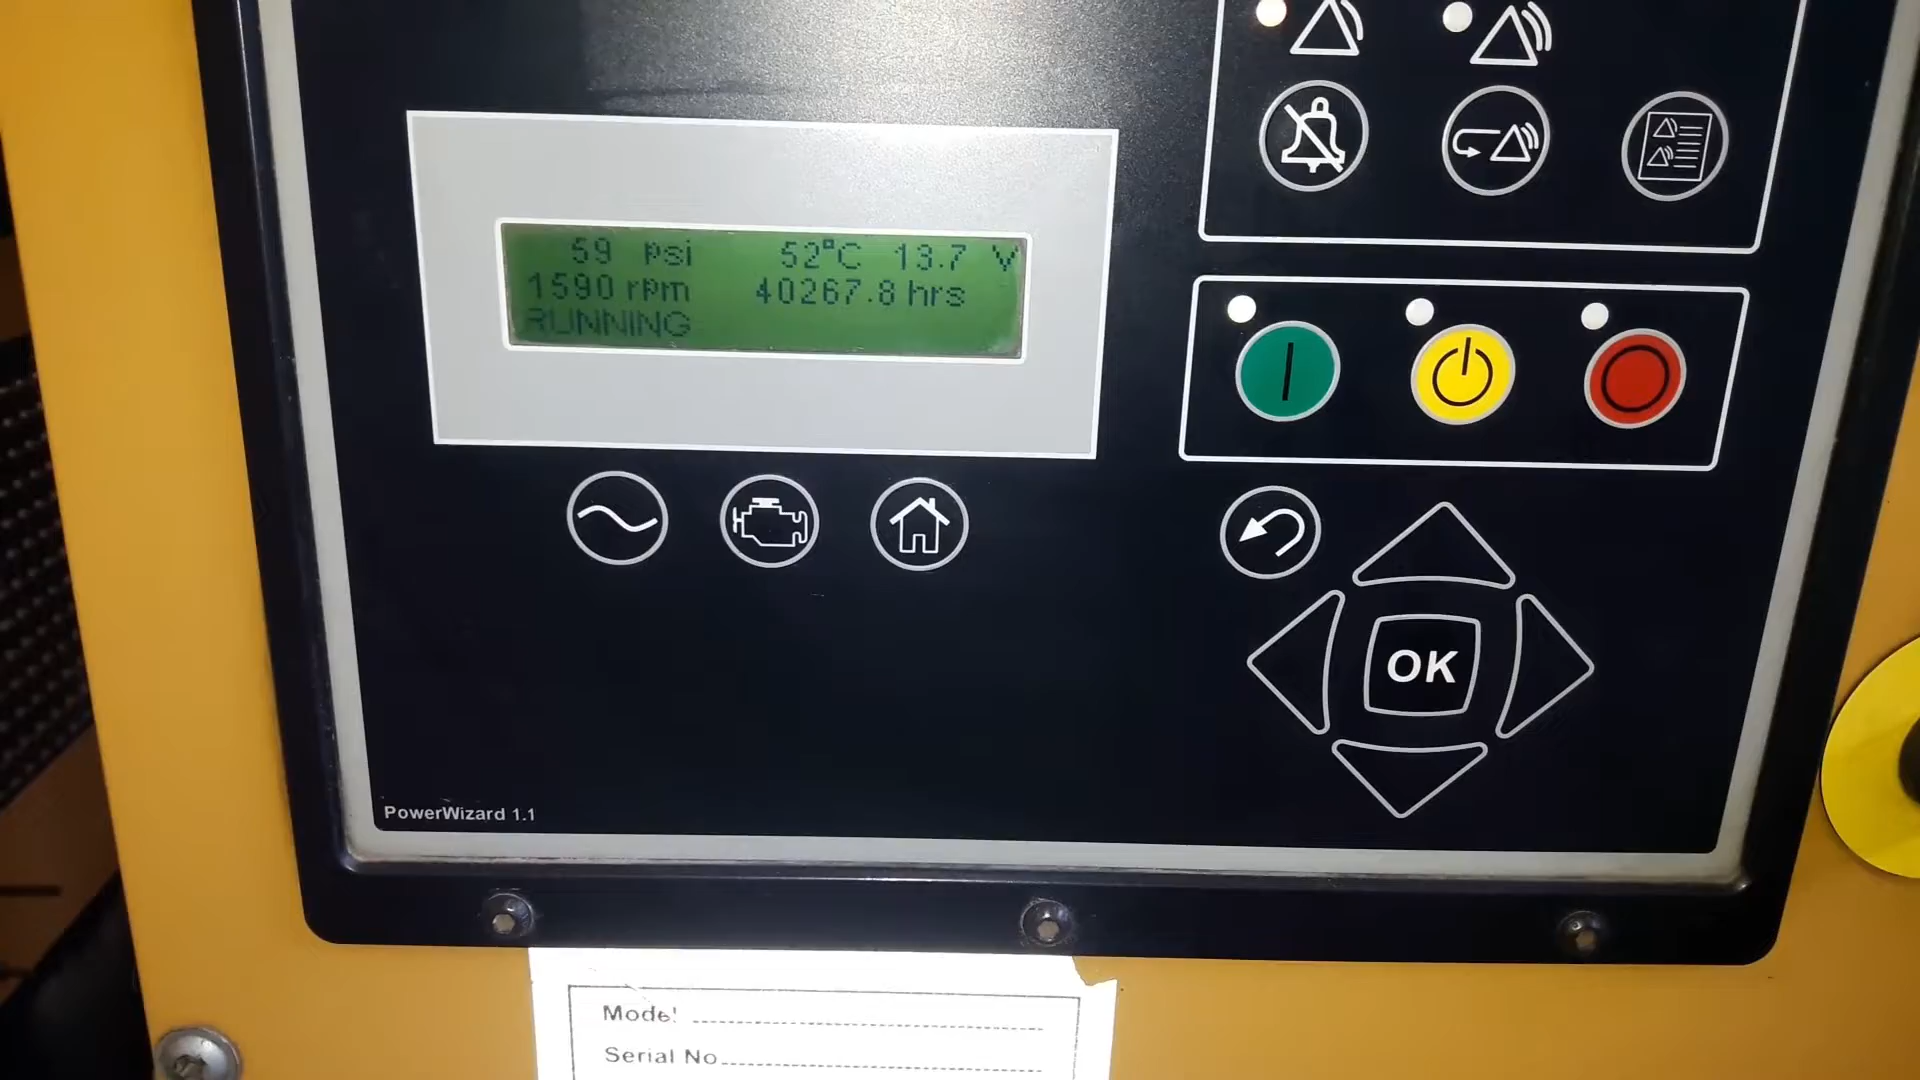 59 psi 52°C 13.7 V
1590 rpm 40267.8 hrs
RUNNING
OK
PowerWizard 1.1
Model
Serial No